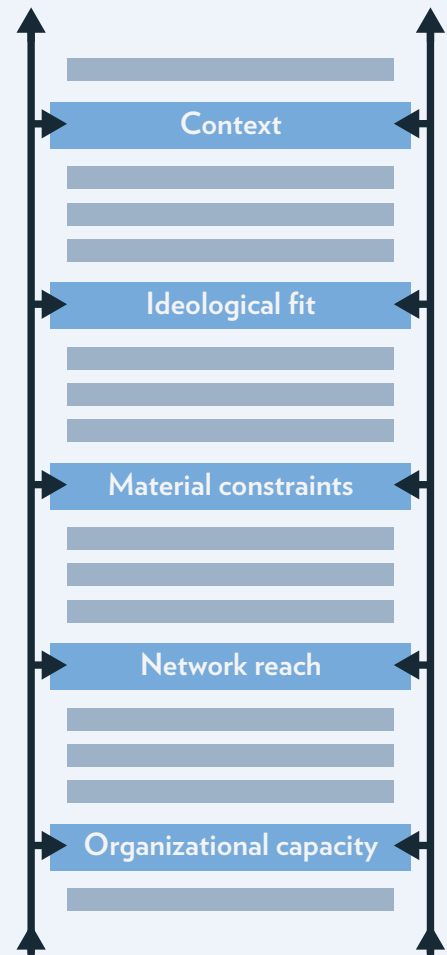 Context
Ideological fit
Material constraints
Network reach
Organizational capacity